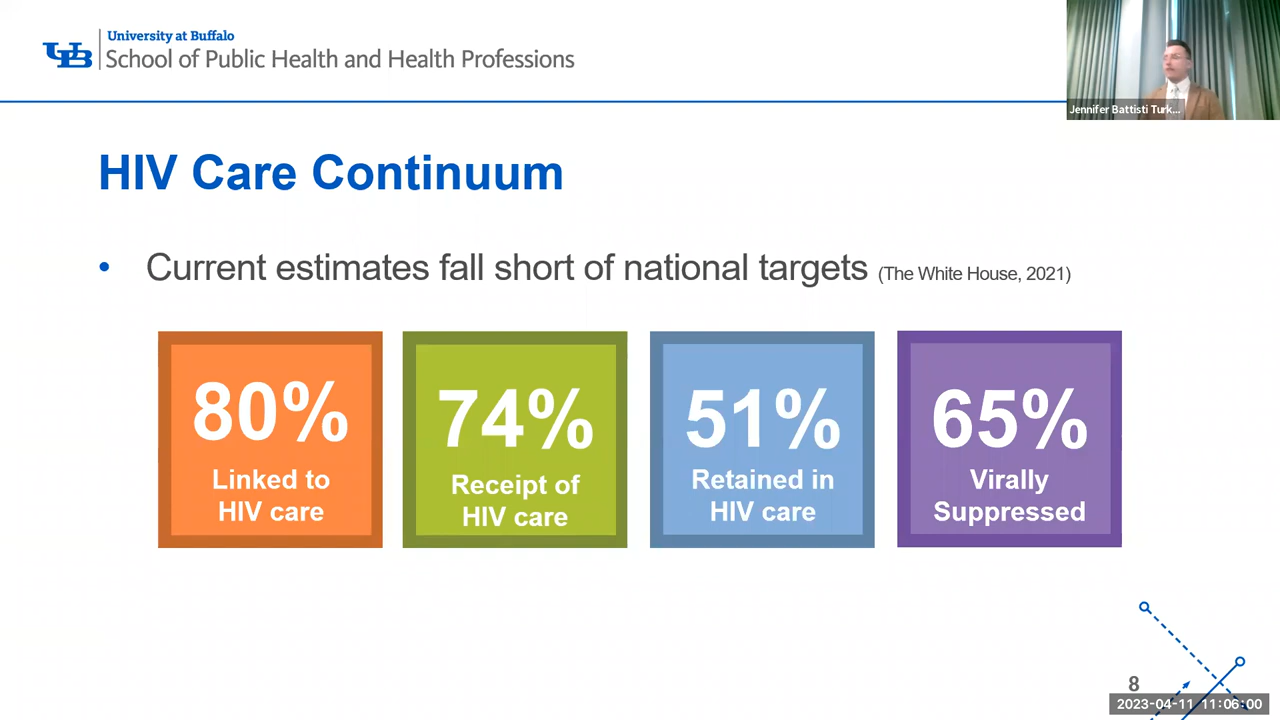 UB
University at Buffalo
School of Public Health and Health Professions
Jennifer Battisti Turk...
HIV Care Continuum
• Current estimates fall short of national targets (The White House, 2021)
80%
Linked to
HIV care
74%
Receipt of
HIV care
51%
Retained in
HIV care
65%
Virally
Suppressed
8
2023-04-11 11:06:00